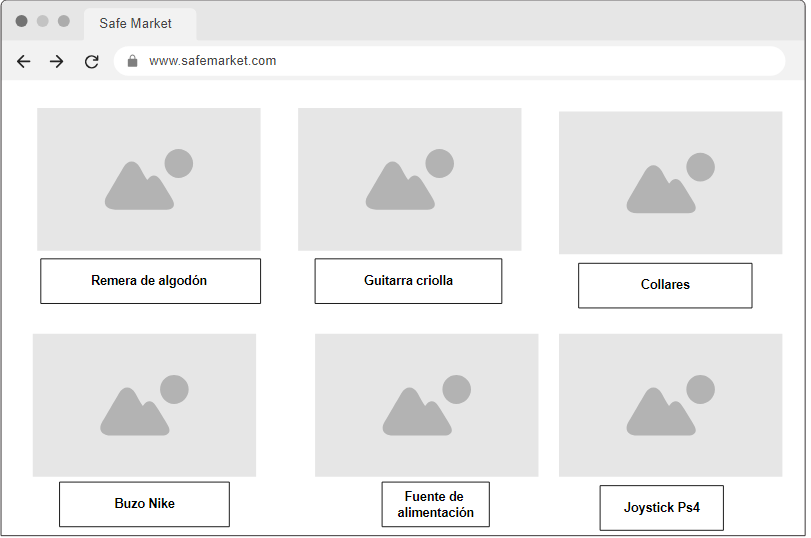 Safe Market
www.safemarket.com
Remera de algodón
Guitarra criolla
Collares
Buzo Nike
Fuente de
alimentación
Joystick Ps4